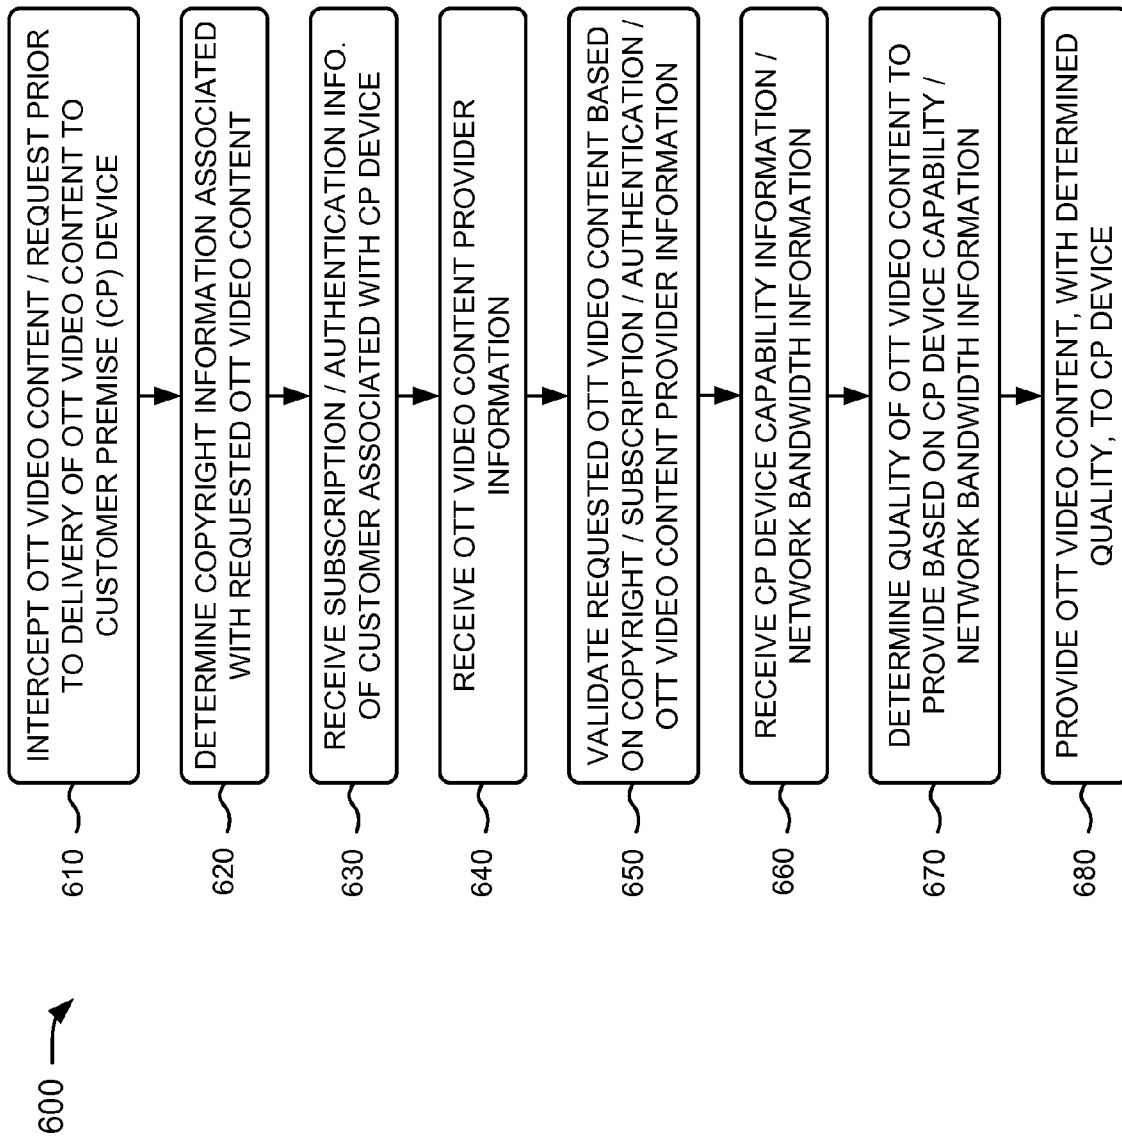 600
610
INTERCEPT OTT VIDEO CONTENT / REQUEST PRIOR
TO DELIVERY OF OTT VIDEO CONTENT TO
CUSTOMER PREMISE (CP) DEVICE
620
DETERMINE COPYRIGHT INFORMATION ASSOCIATED
WITH REQUESTED OTT VIDEO CONTENT
630
RECEIVE SUBSCRIPTION / AUTHENTICATION INFO.
OF CUSTOMER ASSOCIATED WITH CP DEVICE
640
RECEIVE OTT VIDEO CONTENT PROVIDER
INFORMATION
650
VALIDATE REQUESTED OTT VIDEO CONTENT BASED
ON COPYRIGHT / SUBSCRIPTION / AUTHENTICATION /
OTT VIDEO CONTENT PROVIDER INFORMATION
660
RECEIVE CP DEVICE CAPABILITY INFORMATION /
NETWORK BANDWIDTH INFORMATION
670
DETERMINE QUALITY OF OTT VIDEO CONTENT TO
PROVIDE BASED ON CP DEVICE CAPABILITY /
NETWORK BANDWIDTH INFORMATION
680
PROVIDE OTT VIDEO CONTENT, WITH DETERMINED
QUALITY, TO CP DEVICE